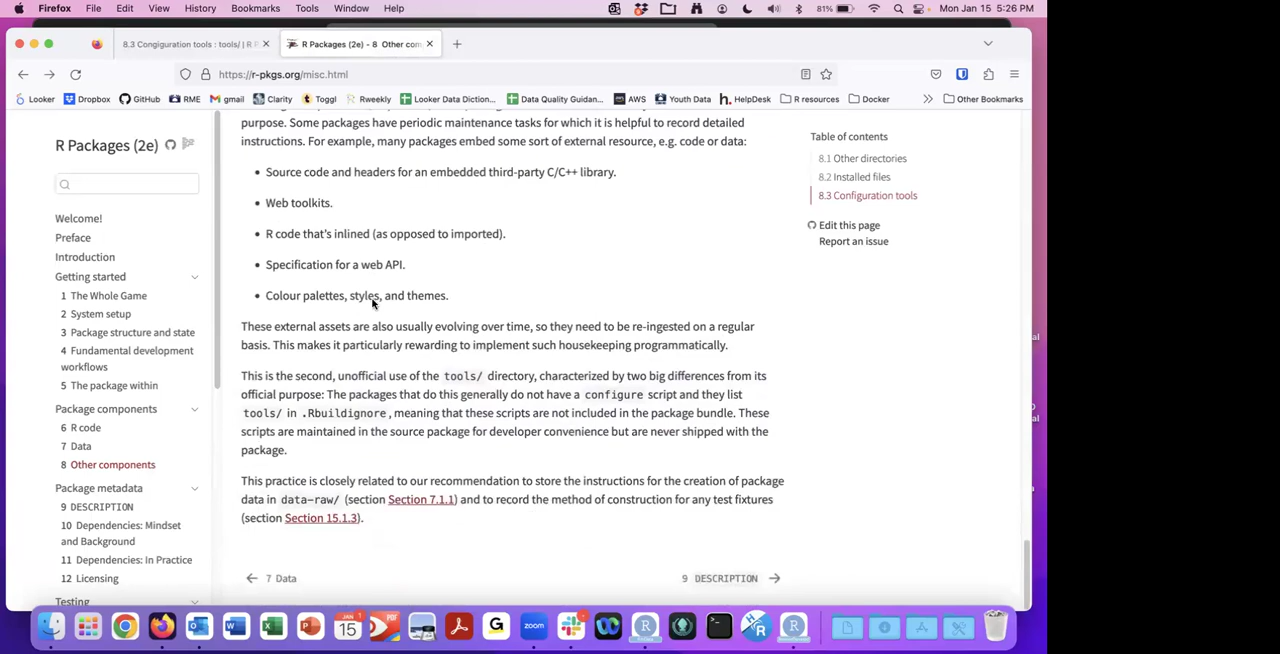 Firefox File Edit View History Bookmarks Tools Window Help 81% Mon Jan 15 5:26 PM
8.3 Congiguration tools : tools/ | R P
R Packages (2e) - 8 Other com
https://r-pkgs.org/misc.html
Looker Dropbox GitHub RME gmail Clarity Toggl Rweekly Looker Data Diction... Data Quality Guidan... AWS Youth Data HelpDesk R resources Docker Other Bookmarks
R Packages (2e)
Welcome!
Preface
Introduction
Getting started
1 The Whole Game
2 System setup
3 Package structure and state
4 Fundamental development
workflows
5 The package within
Package components
6 R code
7 Data
8 Other components
Package metadata
9 DESCRIPTION
10 Dependencies: Mindset
and Background
11 Dependencies: In Practice
12 Licensing
Testing
purpose. Some packages have periodic maintenance tasks for which it is helpful to record detailed
instructions. For example, many packages embed some sort of external resource, e.g. code or data:
• Source code and headers for an embedded third-party C/C++ library.
• Web toolkits.
• R code that's inlined (as opposed to imported).
• Specification for a web API.
• Colour palettes, styles, and themes.
These external assets are also usually evolving over time, so they need to be re-ingested on a regular
basis. This makes it particularly rewarding to implement such housekeeping programmatically.
This is the second, unofficial use of the tools/ directory, characterized by two big differences from its
official purpose: The packages that do this generally do not have a configure script and they list
tools/ in .Rbuildignore, meaning that these scripts are not included in the package bundle. These
scripts are maintained in the source package for developer convenience but are never shipped with the
package.
This practice is closely related to our recommendation to store the instructions for the creation of package
data in data-raw/ (section Section 7.1.1) and to record the method of construction for any test fixtures
(section Section 15.1.3).
7 Data
9 DESCRIPTION
Table of contents
8.1 Other directories
8.2 Installed files
8.3 Configuration tools
Edit this page
Report an issue
JAN
15
zoom